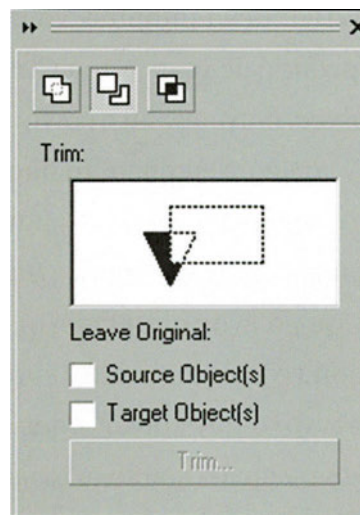 Trim:
Leave Original:
Source Object(s)
Target Object(s)
Trim...